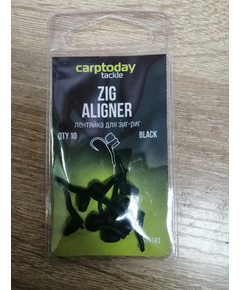 carptoday
tackle
ZIG
ALIGNER
лентяйка для зиг-риг
QTY 10
BLACK